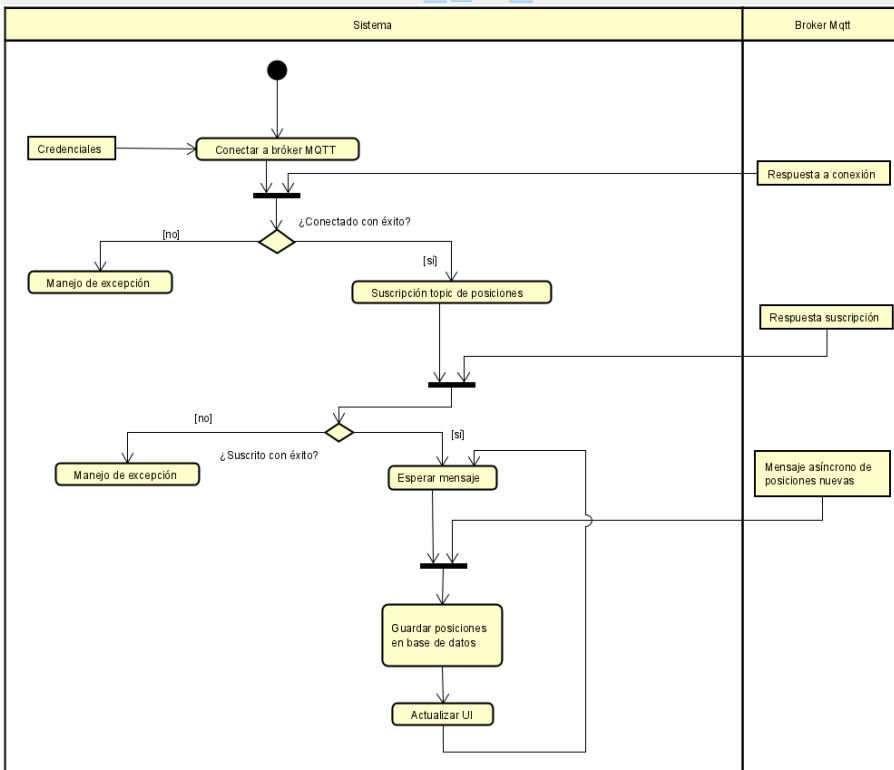 Sistema
Broker Mqtt
Credenciales
Conectar a bróker MQTT
Respuesta a conexión
¿Conectado con éxito?
[no]
[sí]
Manejo de excepción
Suscripción topic de posiciones
Respuesta suscripción
[no]
[sí]
¿Suscrito con éxito?
Manejo de excepción
Esperar mensaje
Mensaje asíncrono de
posiciones nuevas
Guardar posiciones
en base de datos
Actualizar UI